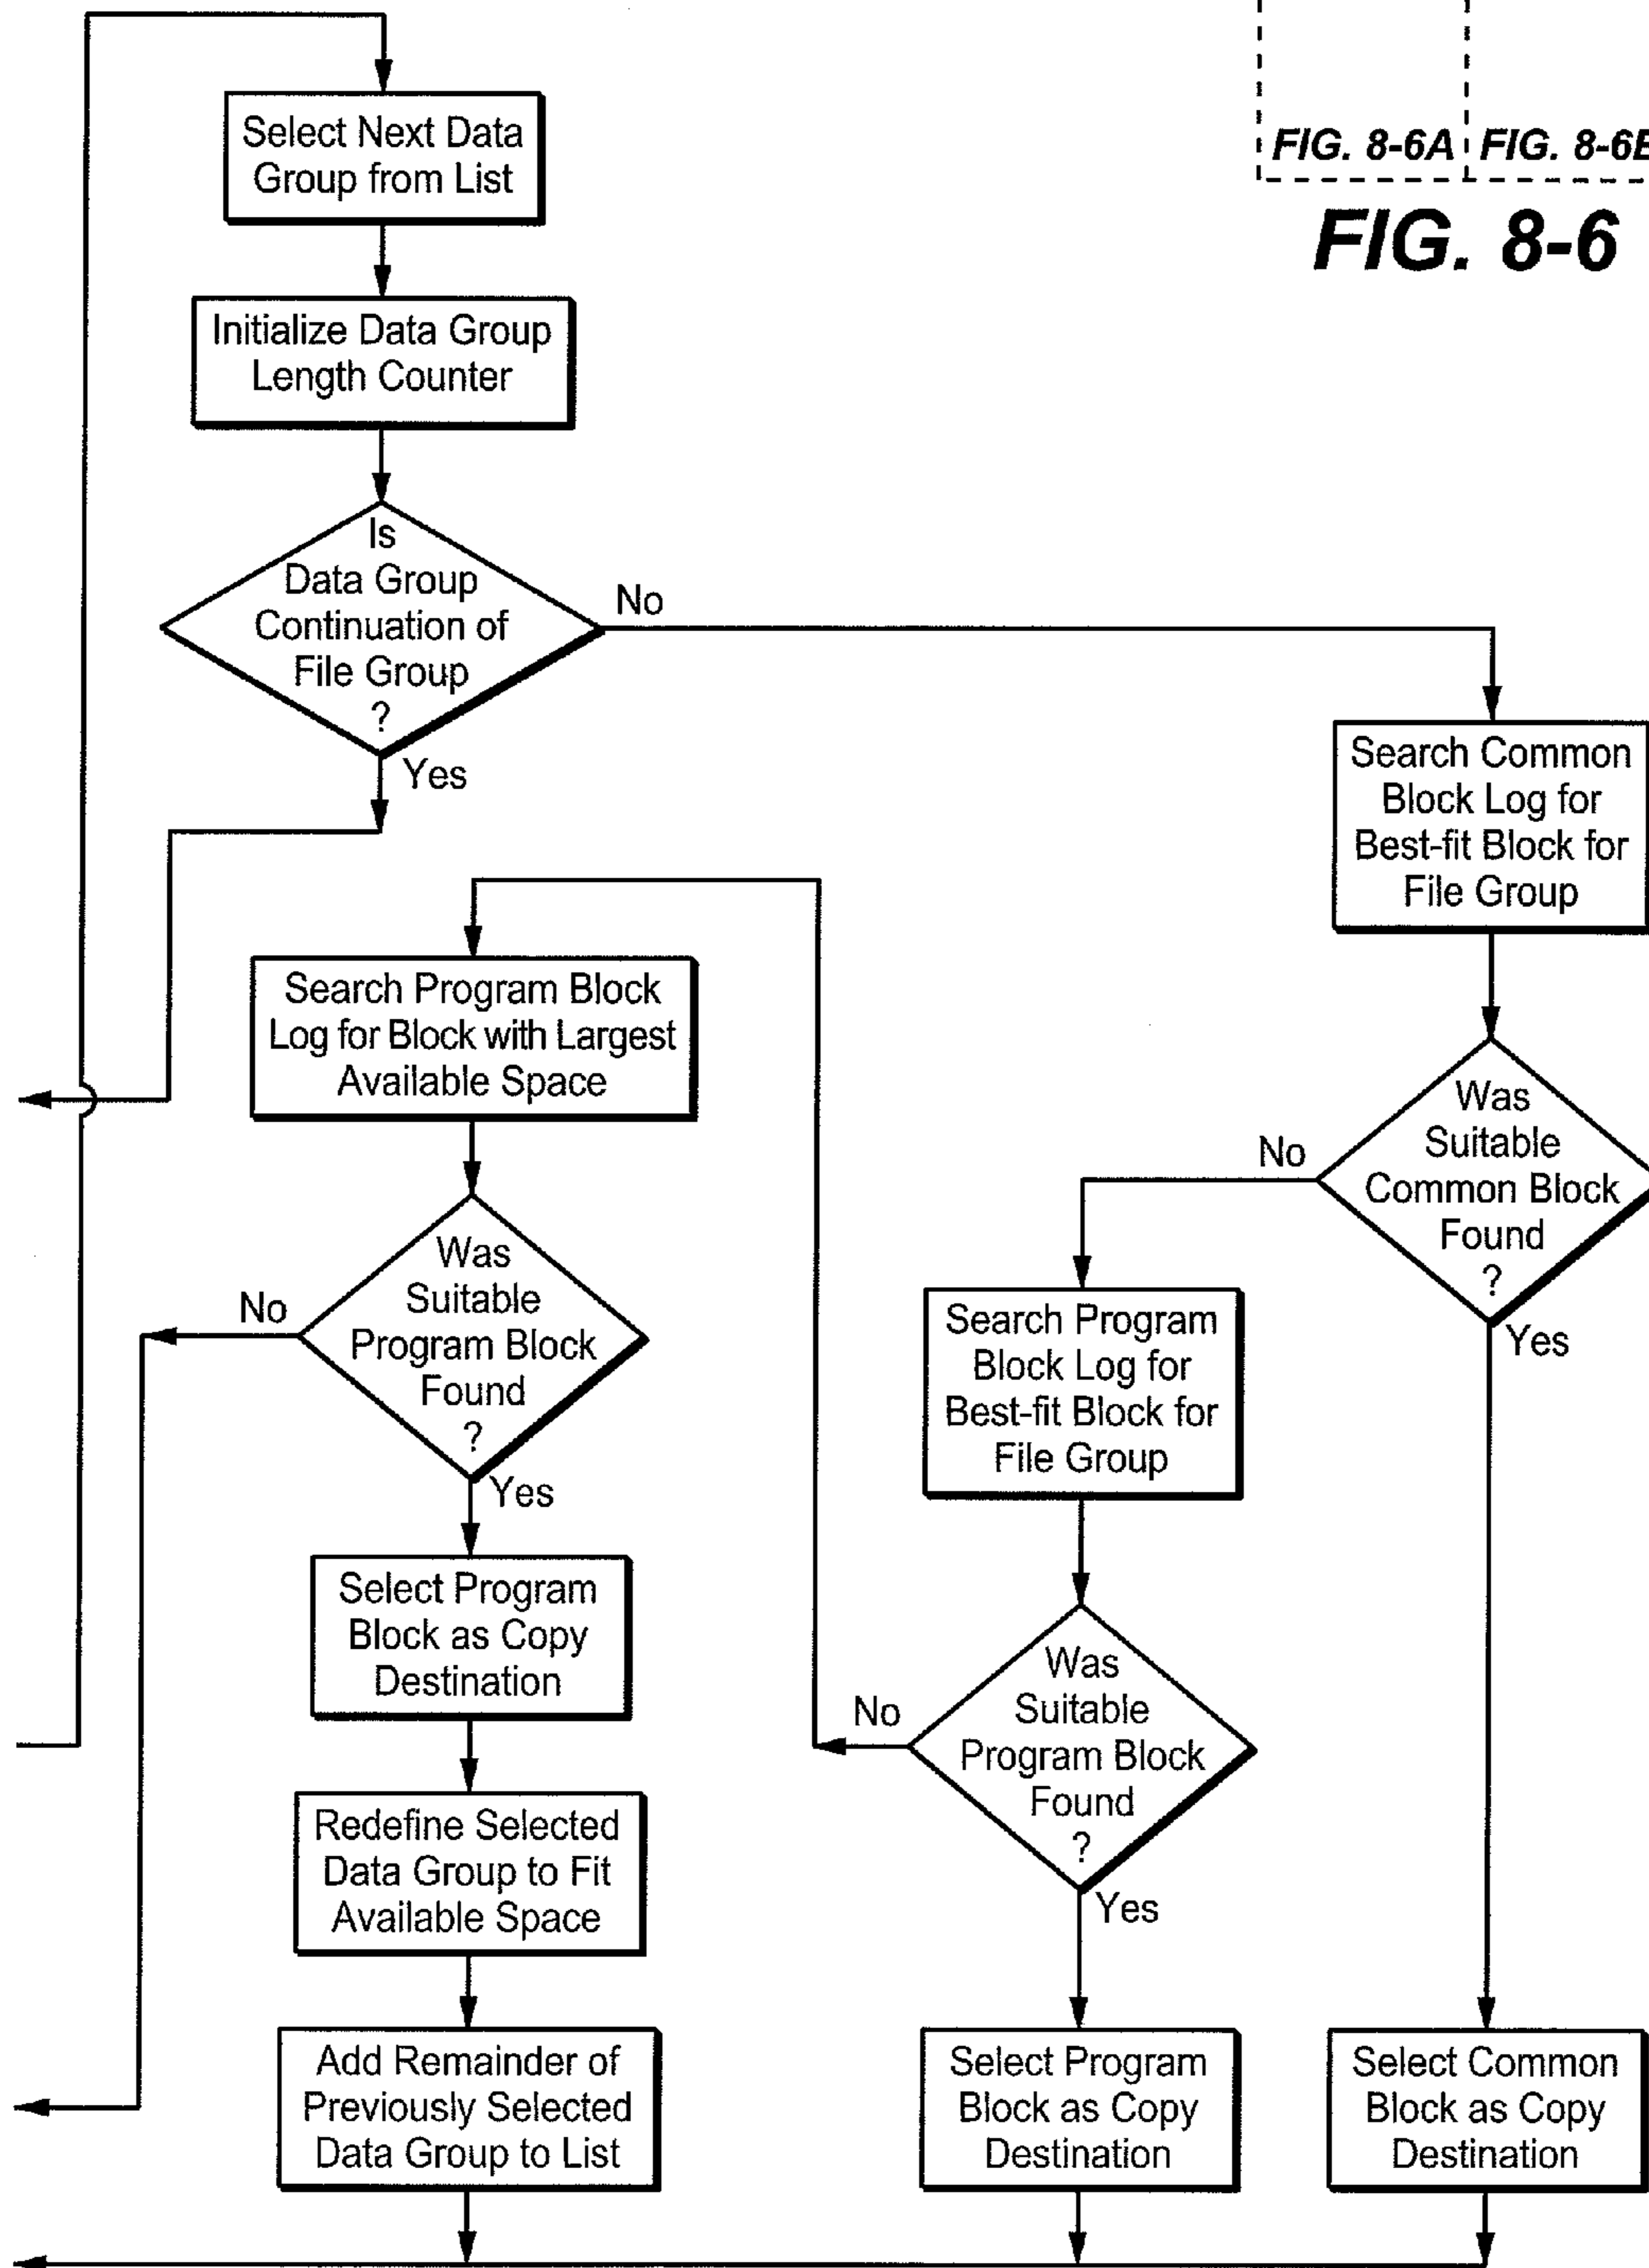 FIG. 8-6A
FIG. 8-6B
FIG. 8-6
Select Next Data
Group from List
Initialize Data Group
Length Counter
Is
Data Group
Continuation of
File Group
?
No
Yes
Search Common
Block Log for
Best-fit Block for
File Group
Search Program Block
Log for Block with Largest
Available Space
Was
Suitable
Common Block
Found
?
No
Yes
Was
Suitable
Program Block
Found
?
No
Yes
Search Program
Block Log for
Best-fit Block for
File Group
Select Program
Block as Copy
Destination
Was
Suitable
Program Block
Found
?
No
Yes
Redefine Selected
Data Group to Fit
Available Space
Add Remainder of
Previously Selected
Data Group to List
Select Program
Block as Copy
Destination
Select Common
Block as Copy
Destination